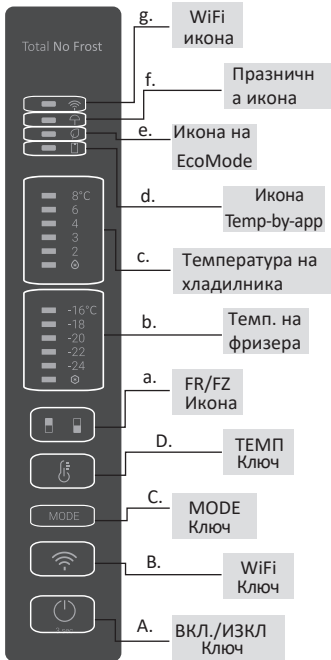 Total No Frost
g. WiFi
икона
f. Празничн
а икона
e. Икона на
EcoMode
d. Икона
Temp-by-app
8°C
6
4
3
2
c. Температура на
хладилника
-16°C
-18
-20
-22
-24
b. Темп. на
фризера
a. FR/FZ
Икона
D. ТЕМП
Ключ
MODE
C. MODE
Ключ
B. WiFi
Ключ
3 sec
A. ВКЛ./ИЗКЛ
Ключ